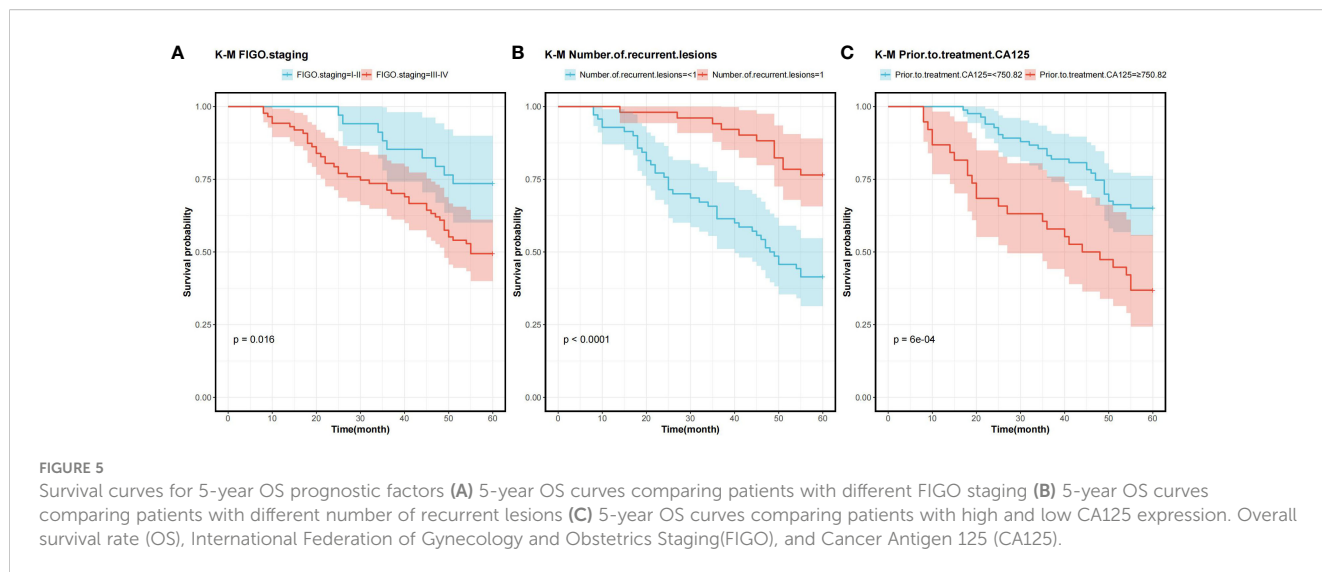 A
K-M FIGO.staging
FIGO.staging=I-II FIGO.staging=III-IV
Survival probability
1.00
0.75
0.50
0.25
0.00
p = 0.016
0 10 20 30 40 50 60
Time(month)
B
K-M Number.of.recurrent.lesions
Number.of.recurrent.lesions=<1 Number.of.recurrent.lesions=1
Survival probability
1.00
0.75
0.50
0.25
0.00
p < 0.0001
0 10 20 30 40 50 60
Time(month)
C
K-M Prior.to.treatment.CA125
Prior.to.treatment.CA125=<750.82 Prior.to.treatment.CA125=≥750.82
Survival probability
1.00
0.75
0.50
0.25
0.00
p = 6e-04
0 10 20 30 40 50 60
Time(month)
FIGURE 5
Survival curves for 5-year OS prognostic factors (A) 5-year OS curves comparing patients with different FIGO staging (B) 5-year OS curves
comparing patients with different number of recurrent lesions (C) 5-year OS curves comparing patients with high and low CA125 expression. Overall
survival rate (OS), International Federation of Gynecology and Obstetrics Staging(FIGO), and Cancer Antigen 125 (CA125).